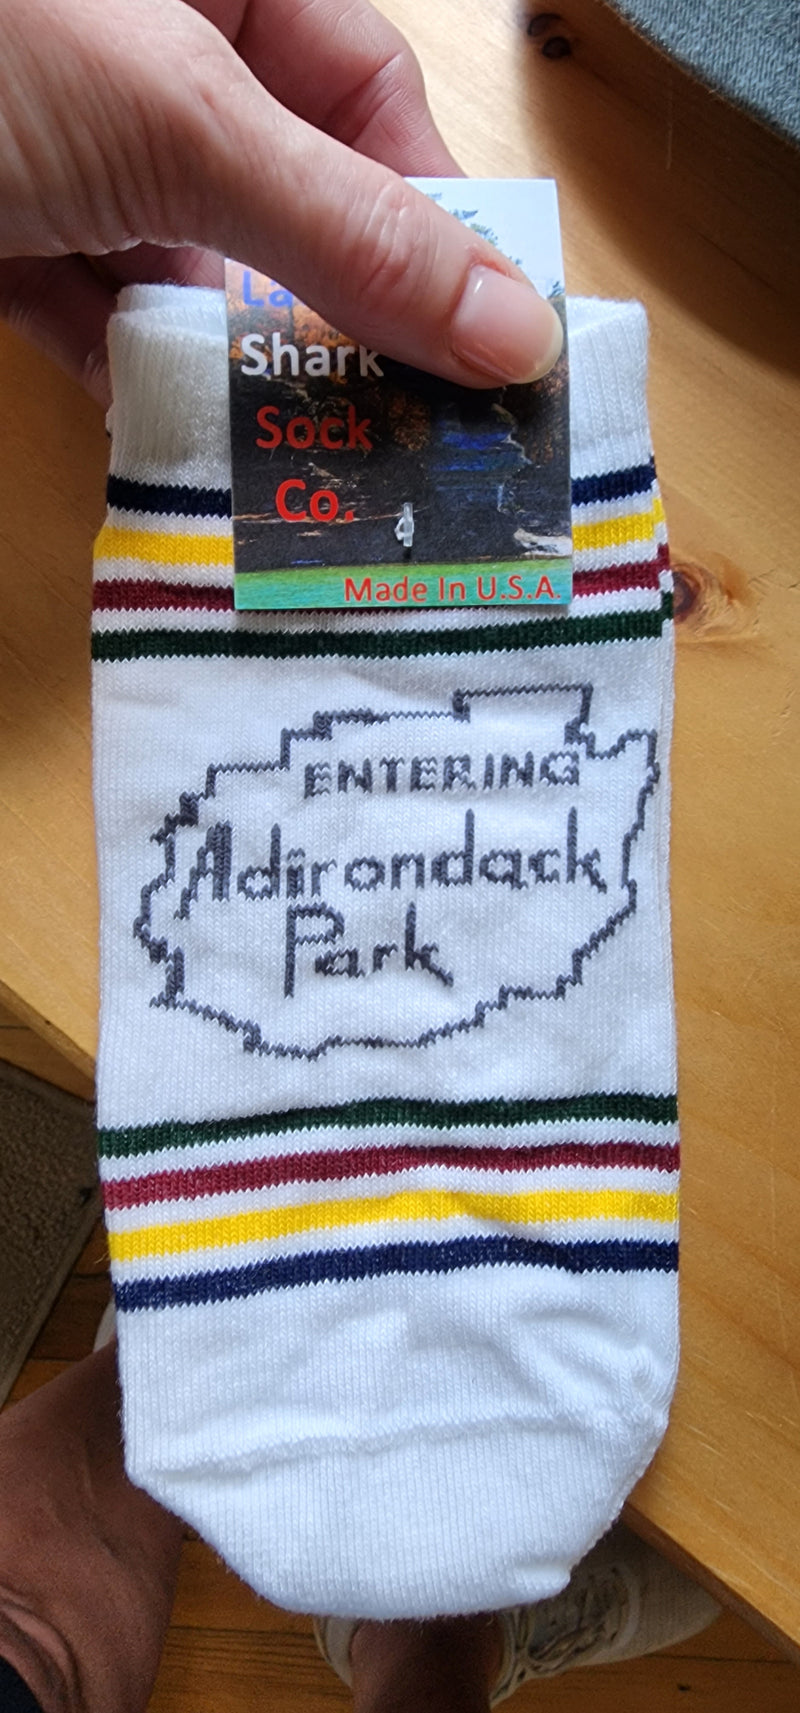 Shark
Sock
Co.
Made In U.S.A.
ENTERING
Adirondack
Park